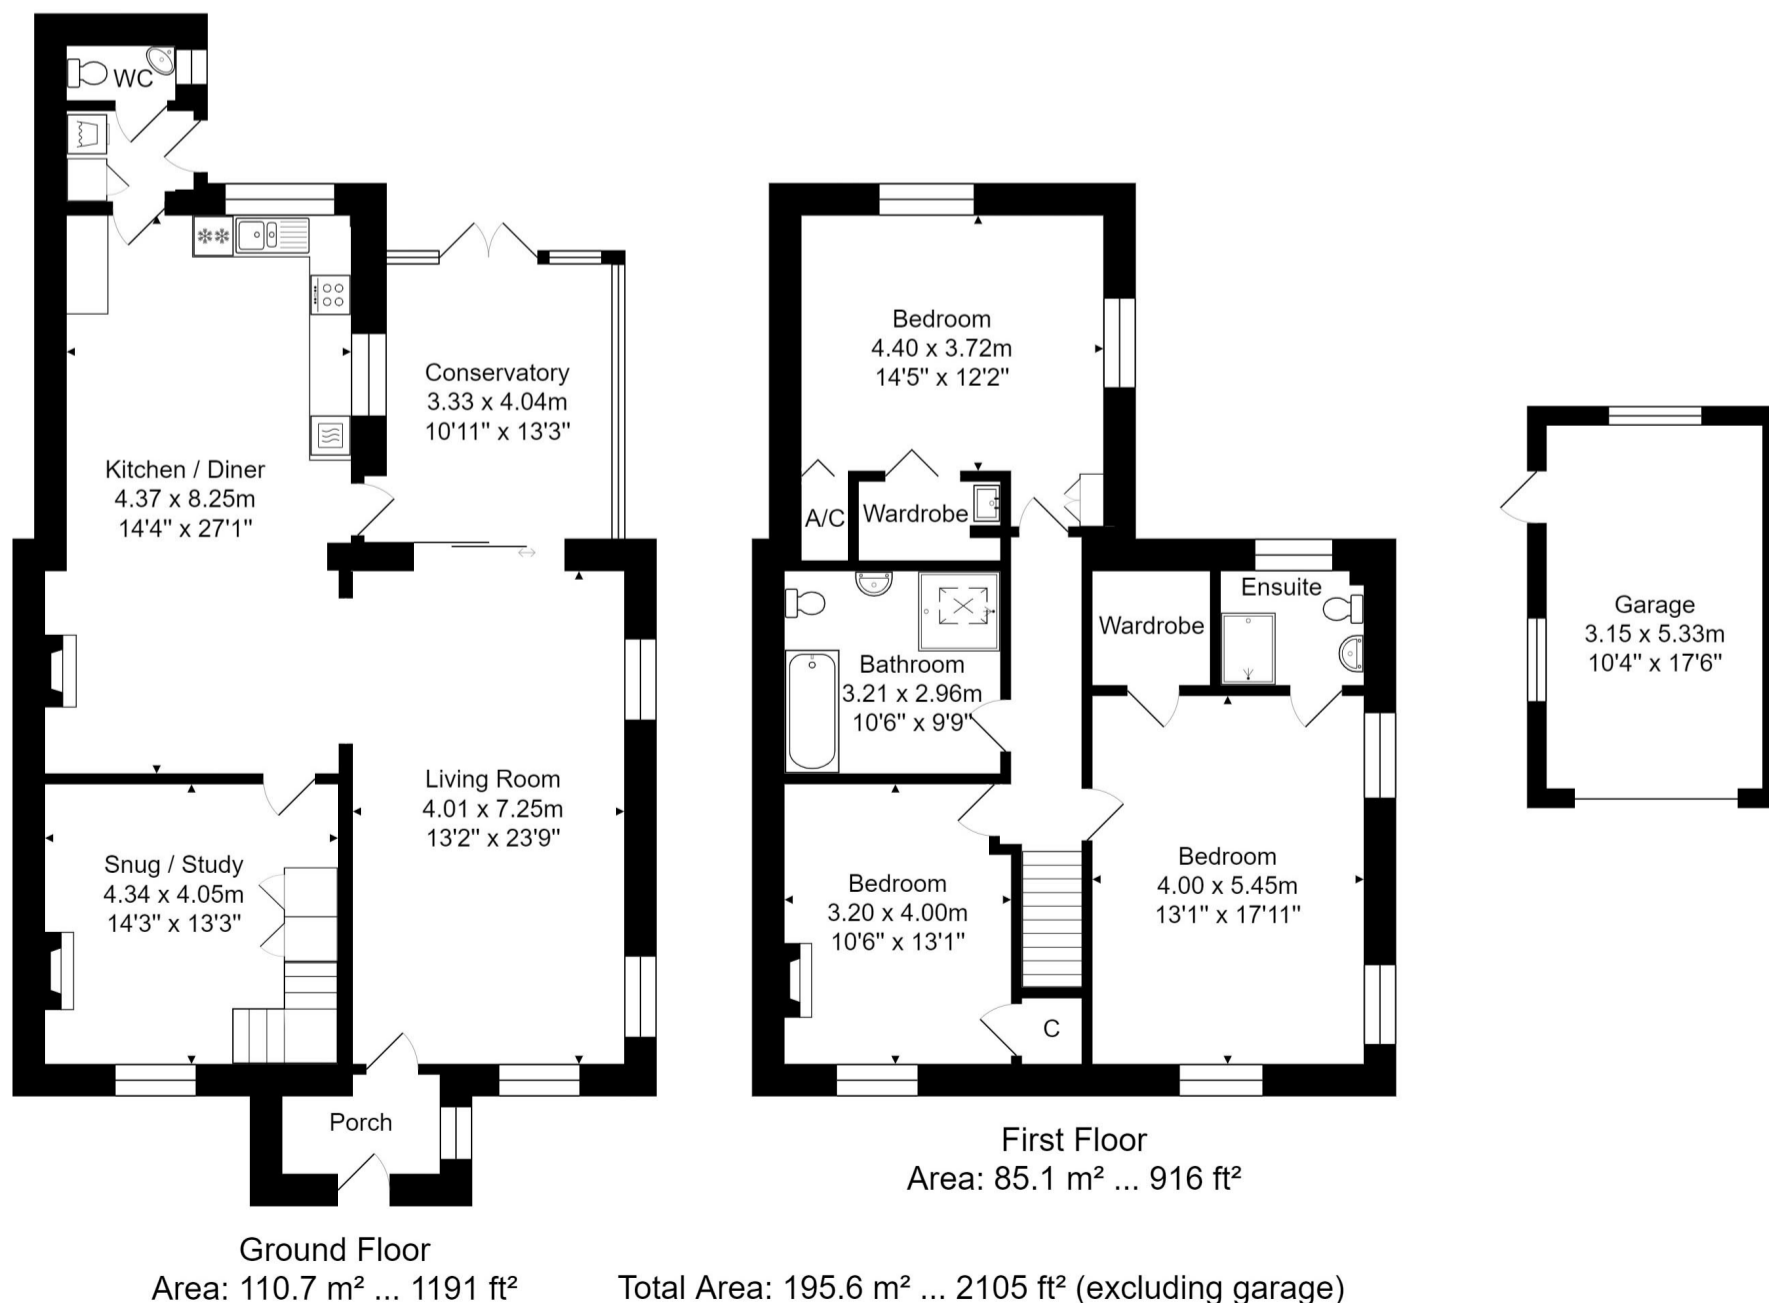 WC
Kitchen / Diner
4.37 x 8.25m
14'4" x 27'1"
Conservatory
3.33 x 4.04m
10'11" x 13'3"
Living Room
4.01 x 7.25m
13'2" x 23'9"
Snug / Study
4.34 x 4.05m
14'3" x 13'3"
Porch
Ground Floor
Area: 110.7 m² ... 1191 ft²
Bedroom
4.40 x 3.72m
14'5" x 12'2"
A/C
Wardrobe
Bathroom
3.21 x 2.96m
10'6" x 9'9"
Wardrobe
Ensuite
Bedroom
3.20 x 4.00m
10'6" x 13'1"
Bedroom
4.00 x 5.45m
13'1" x 17'11"
C
First Floor
Area: 85.1 m² ... 916 ft²
Garage
3.15 x 5.33m
10'4" x 17'6"
Total Area: 195.6 m² ... 2105 ft² (excluding garage)